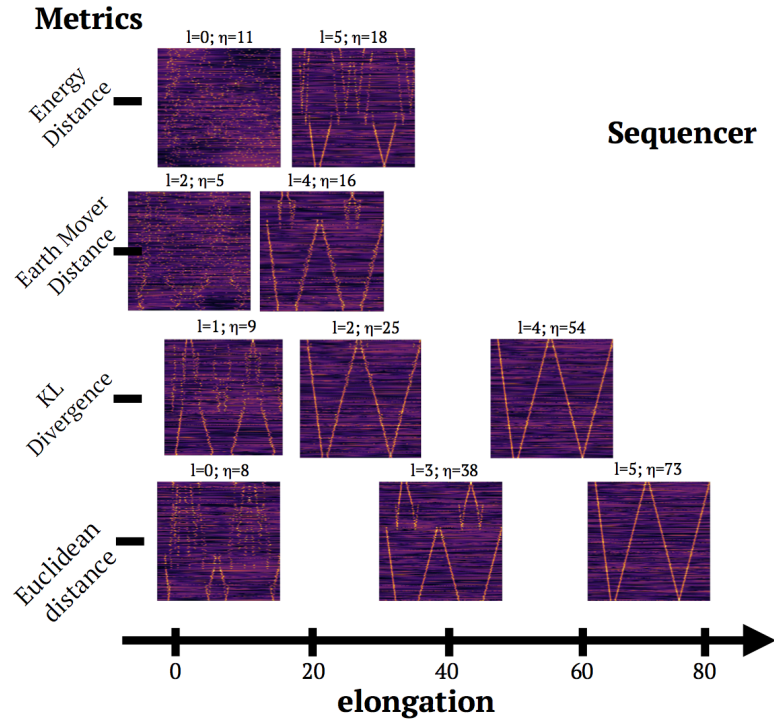 Metrics
l=0; η=11
l=5; η=18
Energy
Distance
Sequencer
l=2; η=5
l=4; η=16
Earth Mover
Distance
l=1; η=9
l=2; η=25
l=4; η=54
KL
Divergence
l=0; η=8
l=3; η=38
l=5; η=73
Euclidean
distance
0
20
40
60
80
elongation